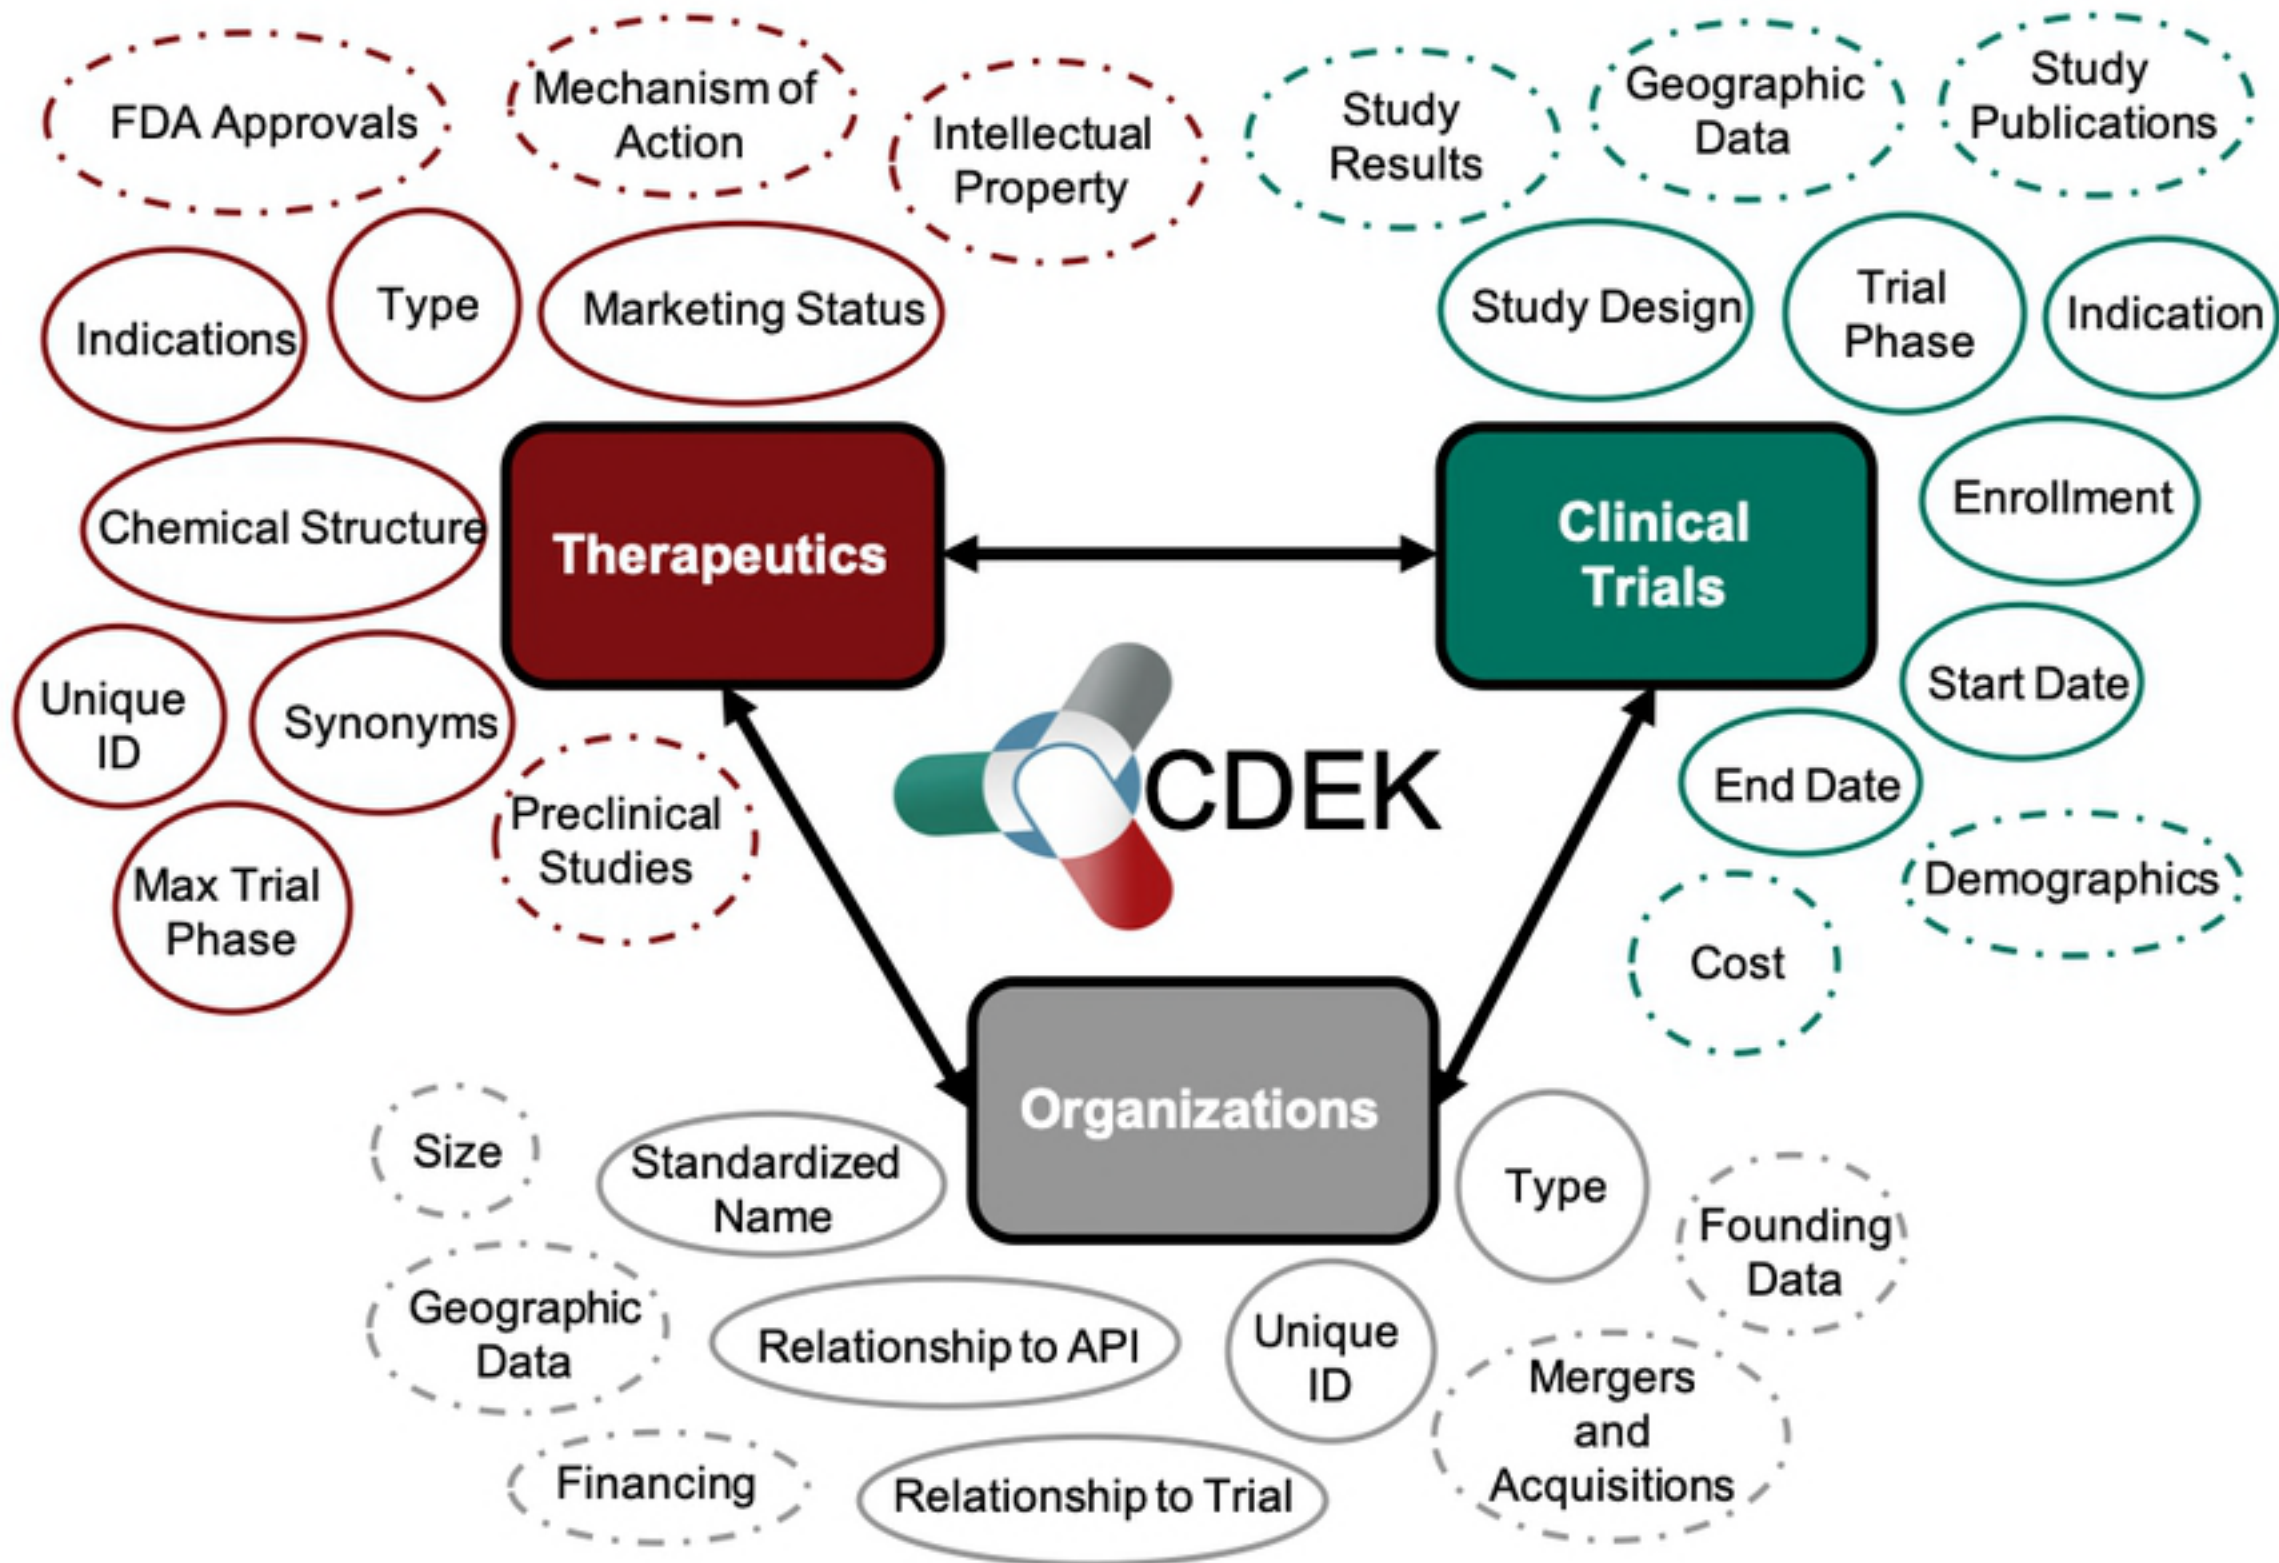 FDA Approvals
Mechanism of
Action
Intellectual
Property
Study
Results
Geographic
Data
Study
Publications
Indications
Type
Marketing Status
Study Design
Trial
Phase
Indication
Chemical Structure
Therapeutics
Clinical
Trials
Enrollment
Unique
ID
Synonyms
Preclinical
Studies
Max Trial
Phase
CDEK
Start Date
End Date
Demographics
Cost
Organizations
Size
Standardized
Name
Type
Founding
Data
Geographic
Data
Relationship to API
Unique
ID
Mergers
and
Acquisitions
Financing
Relationship to Trial